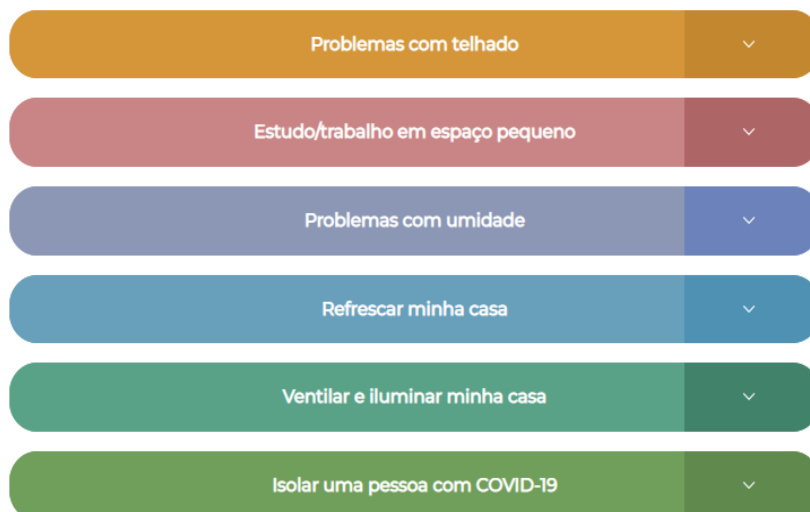 Problemas com telhado
Estudo/trabalho em espaço pequeno
Problemas com umidade
Refrescar minha casa
Ventilar e iluminar minha casa
Isolar uma pessoa com COVID-19